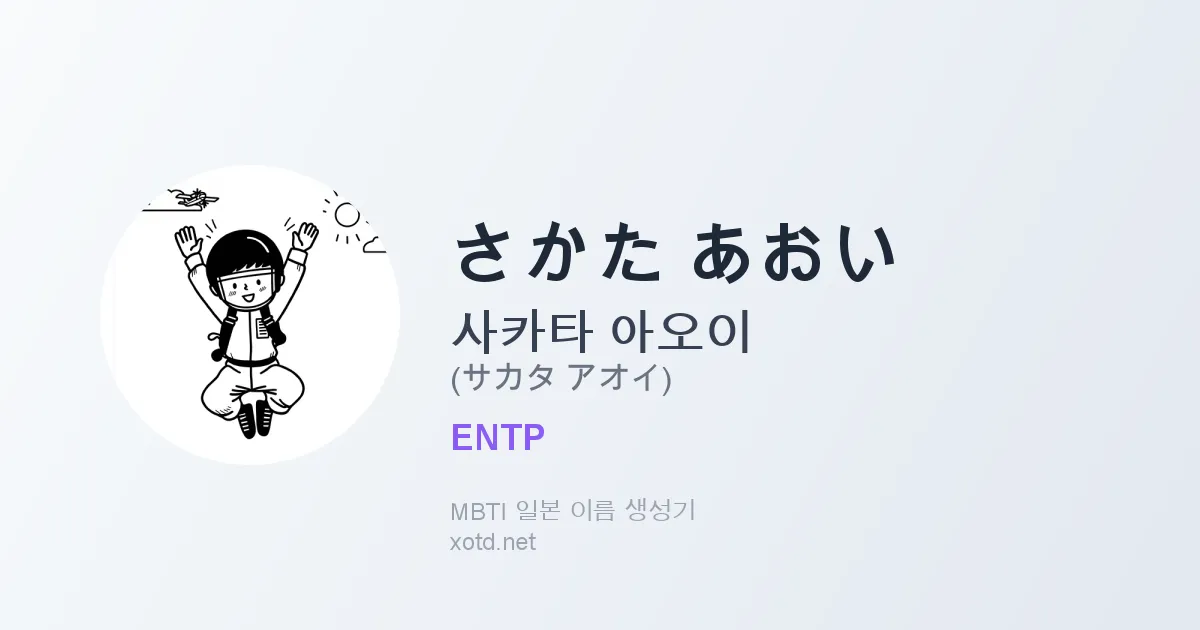 さかた あおい
사카타 아오이
(サカタ アオイ)
ENTP
MBTI 일본 이름 생성기
xotd.net